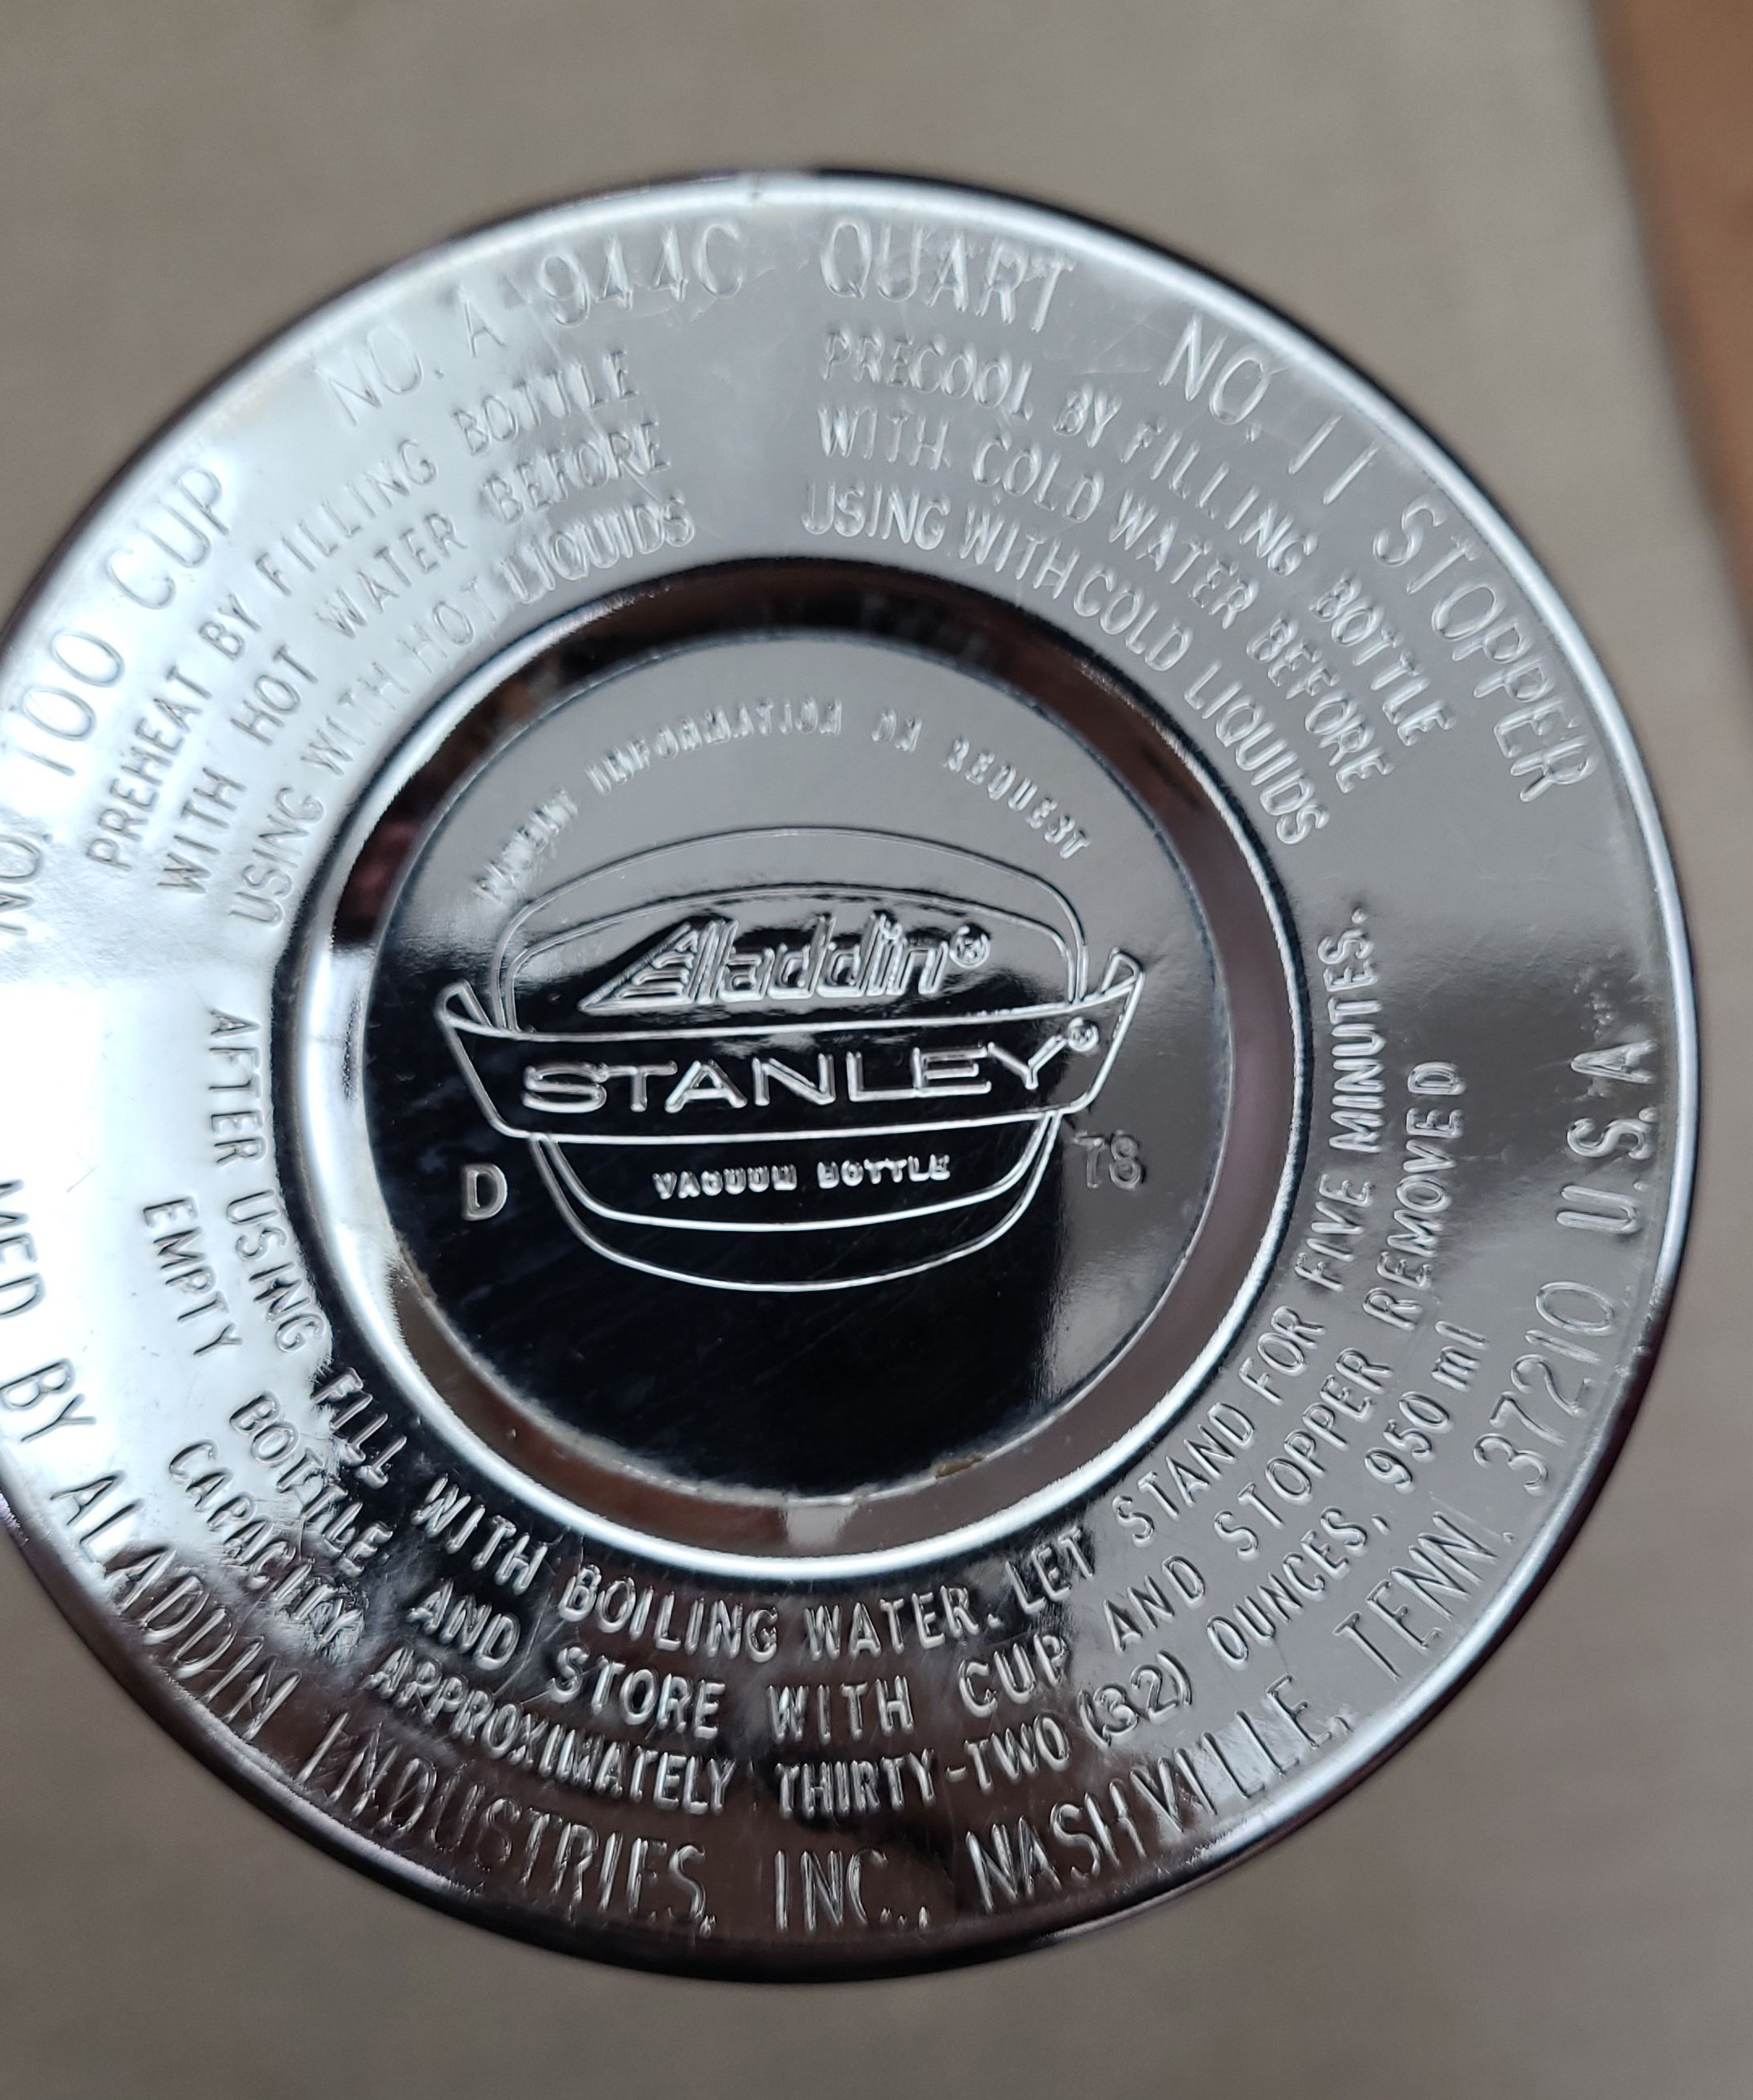 NO. 100 CUP NO. A-944C QUART NO. 11 STOPPER
PREHEAT BY FILLING BOTTLE
WITH HOT WATER BEFORE
USING WITH HOT LIQUIDS
PRECOOL BY FILLING BOTTLE
WITH COLD WATER BEFORE
USING WITH COLD LIQUIDS
PATENT INFORMATION ON REQUEST
Aladdin®
STANLEY®
VACUUM BOTTLE
D 78
AFTER USING FILL WITH BOILING WATER. LET STAND FOR FIVE MINUTES.
EMPTY BOTTLE AND STORE WITH CUP AND STOPPER REMOVED
CAPACITY APPROXIMATELY THIRTY-TWO (32) OUNCES, 950 ml
BY ALADDIN INDUSTRIES, INC., NASHVILLE, TENN. 37210 U.S.A.